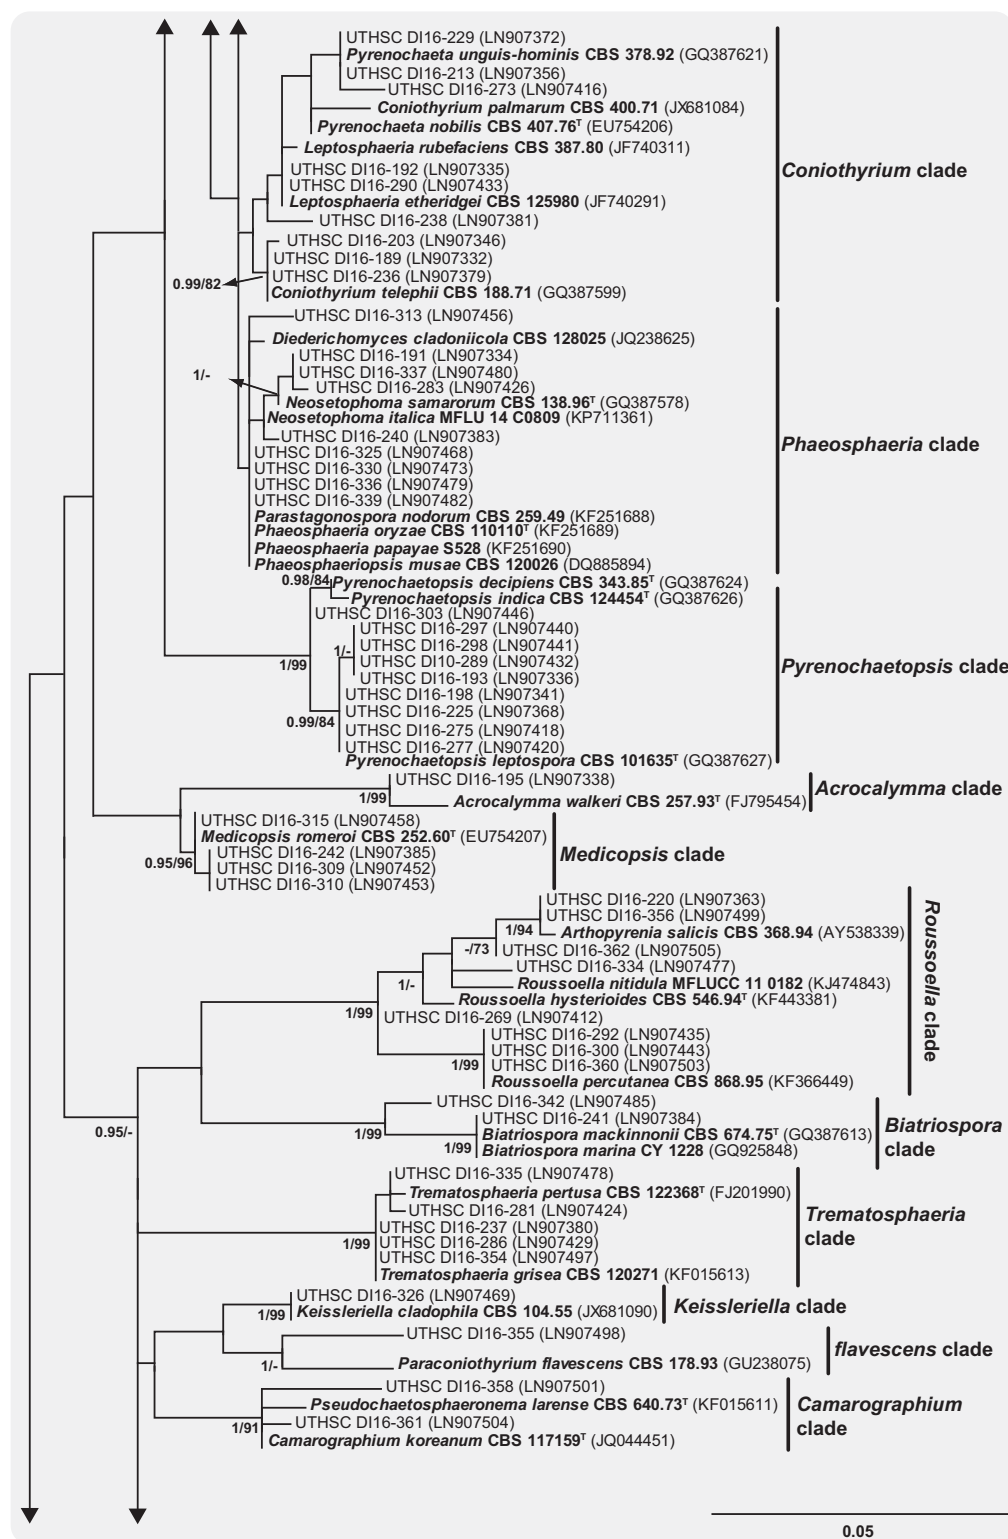 UTHSC DI16-229 (LN907372)
Pyrenochaeta unguis-hominis CBS 378.92 (GQ387621)
UTHSC DI16-213 (LN907356)
UTHSC DI16-273 (LN907416)
Coniothyrium palmarum CBS 400.71 (JX681084)
Pyrenochaeta nobilis CBS 407.76T (EU754206)
Leptosphaeria rubefaciens CBS 387.80 (JF740311)
UTHSC DI16-192 (LN907335)
Coniothyrium clade
UTHSC DI16-290 (LN907433)
Leptosphaeria etheridgei CBS 125980 (JF740291)
UTHSC DI16-238 (LN907381)
UTHSC DI16-203 (LN907346)
UTHSC DI16-189 (LN907332)
UTHSC DI16-236 (LN907379)
0.99/82
Coniothyrium telephii CBS 188.71 (GQ387599)
UTHSC DI16-313 (LN907456)
Diederichomyces cladoniicola CBS 128025 (JQ238625)
UTHSC DI16-191 (LN907334)
1/-
UTHSC DI16-337 (LN907480)
UTHSC DI16-283 (LN907426)
Neosetophoma samarorum CBS 138.96T (GQ387578)
Neosetophoma italica MFLU 14 C0809 (KP711361)
UTHSC DI16-240 (LN907383)
Phaeosphaeria clade
UTHSC DI16-325 (LN907468)
UTHSC DI16-330 (LN907473)
UTHSC DI16-336 (LN907479)
UTHSC DI16-339 (LN907482)
Parastagonospora nodorum CBS 259.49 (KF251688)
Phaeosphaeria oryzae CBS 110110T (KF251689)
Phaeosphaeria papayae S528 (KF251690)
Phaeosphaeriopsis musae CBS 120026 (DQ885894)
0.98/84
Pyrenochaetopsis decipiens CBS 343.85T (GQ387624)
Pyrenochaetopsis indica CBS 124454T (GQ387626)
UTHSC DI16-303 (LN907446)
UTHSC DI16-297 (LN907440)
UTHSC DI16-298 (LN907441)
1/-
UTHSC DI10-289 (LN907432)
1/99
Pyrenochaetopsis clade
UTHSC DI16-193 (LN907336)
UTHSC DI16-198 (LN907341)
UTHSC DI16-225 (LN907368)
0.99/84
UTHSC DI16-275 (LN907418)
UTHSC DI16-277 (LN907420)
Pyrenochaetopsis leptospora CBS 101635T (GQ387627)
UTHSC DI16-195 (LN907338)
Acrocalymma clade
1/99
Acrocalymma walkeri CBS 257.93T (FJ795454)
UTHSC DI16-315 (LN907458)
Medicopsis romeroi CBS 252.60T (EU754207)
UTHSC DI16-242 (LN907385)
Medicopsis clade
0.95/96
UTHSC DI16-309 (LN907452)
UTHSC DI16-310 (LN907453)
UTHSC DI16-220 (LN907363)
UTHSC DI16-356 (LN907499)
1/94
Arthopyrenia salicis CBS 368.94 (AY538339)
-/73
UTHSC DI16-362 (LN907505)
UTHSC DI16-334 (LN907477)
Roussoella clade
1/-
Roussoella nitidula MFLUCC 11 0182 (KJ474843)
Roussoella hysterioides CBS 546.94T (KF443381)
1/99
UTHSC DI16-269 (LN907412)
UTHSC DI16-292 (LN907435)
UTHSC DI16-300 (LN907443)
1/99
UTHSC DI16-360 (LN907503)
Roussoella percutanea CBS 868.95 (KF366449)
UTHSC DI16-342 (LN907485)
UTHSC DI16-241 (LN907384)
Biatriospora
clade
0.95/-
1/99
Biatriospora mackinnonii CBS 674.75T (GQ387613)
1/99
Biatriospora marina CY 1228 (GQ925848)
UTHSC DI16-335 (LN907478)
Trematosphaeria pertusa CBS 122368T (FJ201990)
UTHSC DI16-281 (LN907424)
Trematosphaeria
clade
UTHSC DI16-237 (LN907380)
1/99
UTHSC DI16-286 (LN907429)
UTHSC DI16-354 (LN907497)
Trematosphaeria grisea CBS 120271 (KF015613)
UTHSC DI16-326 (LN907469)
Keissleriella clade
1/99
Keissleriella cladophila CBS 104.55 (JX681090)
UTHSC DI16-355 (LN907498)
flavescens clade
1/-
Paraconiothyrium flavescens CBS 178.93 (GU238075)
UTHSC DI16-358 (LN907501)
Pseudochaetosphaeronema larense CBS 640.73T (KF015611)
Camarographium
clade
1/91
UTHSC DI16-361 (LN907504)
Camarographium koreanum CBS 117159T (JQ044451)
0.05